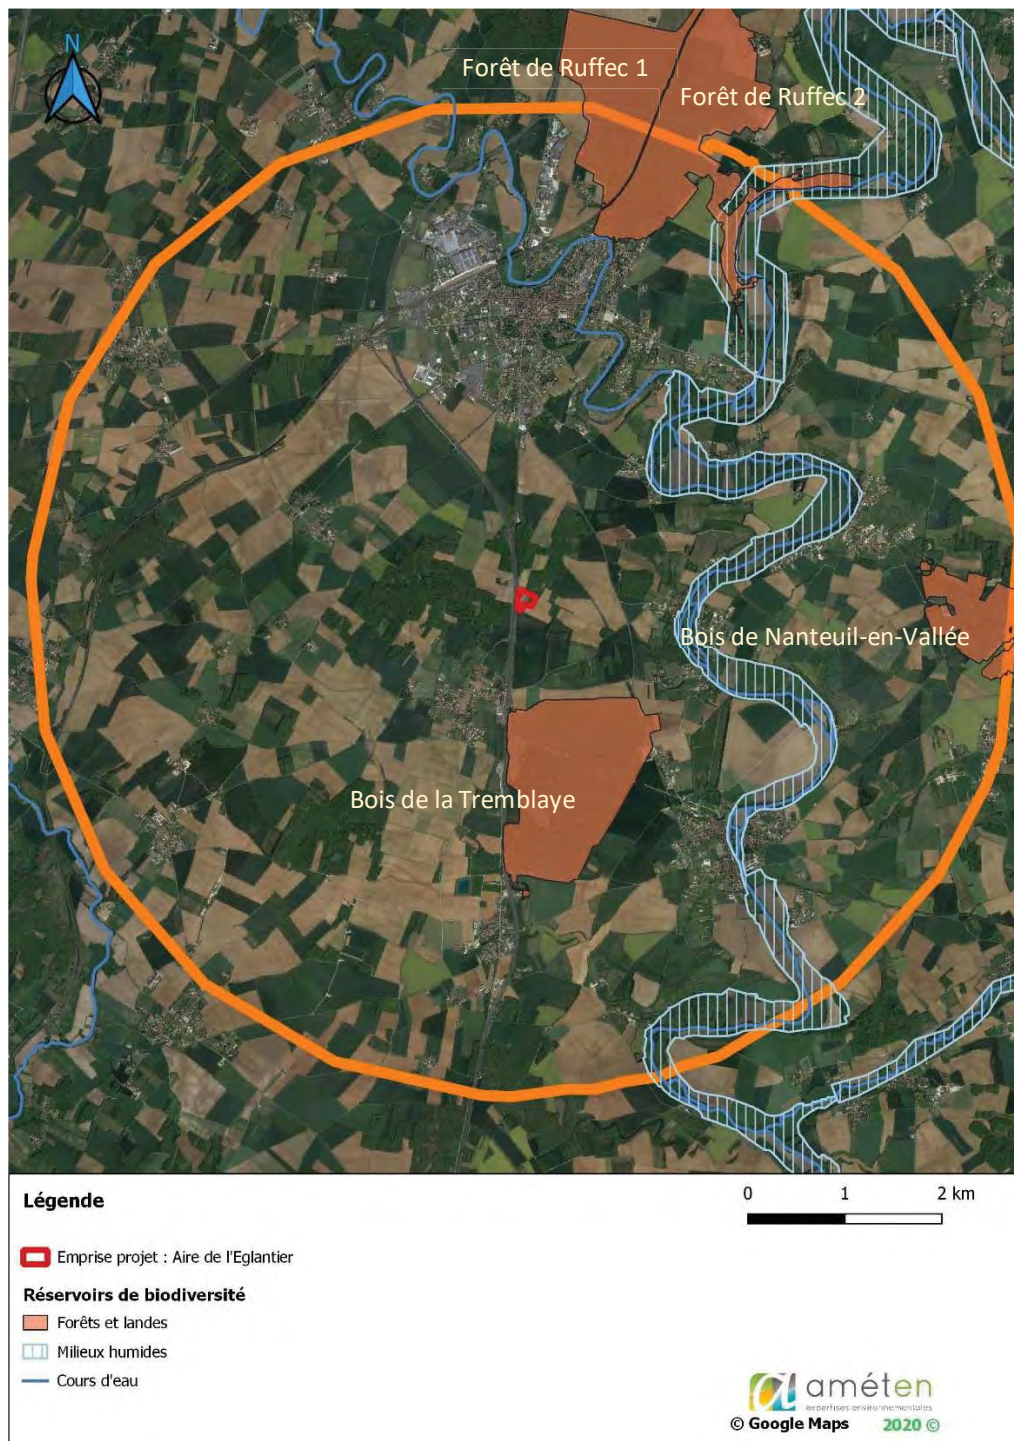 N
Forêt de Ruffec 1
Forêt de Ruffec 2
Bois de Nanteuil-en-Vallée
Bois de la Tremblaye
Légende
0 1 2 km
Emprise projet : Aire de l'Eglantier
Réservoirs de biodiversité
Forêts et landes
Milieux humides
Cours d'eau
a améten
expertises environnementales
© Google Maps 2020 ©